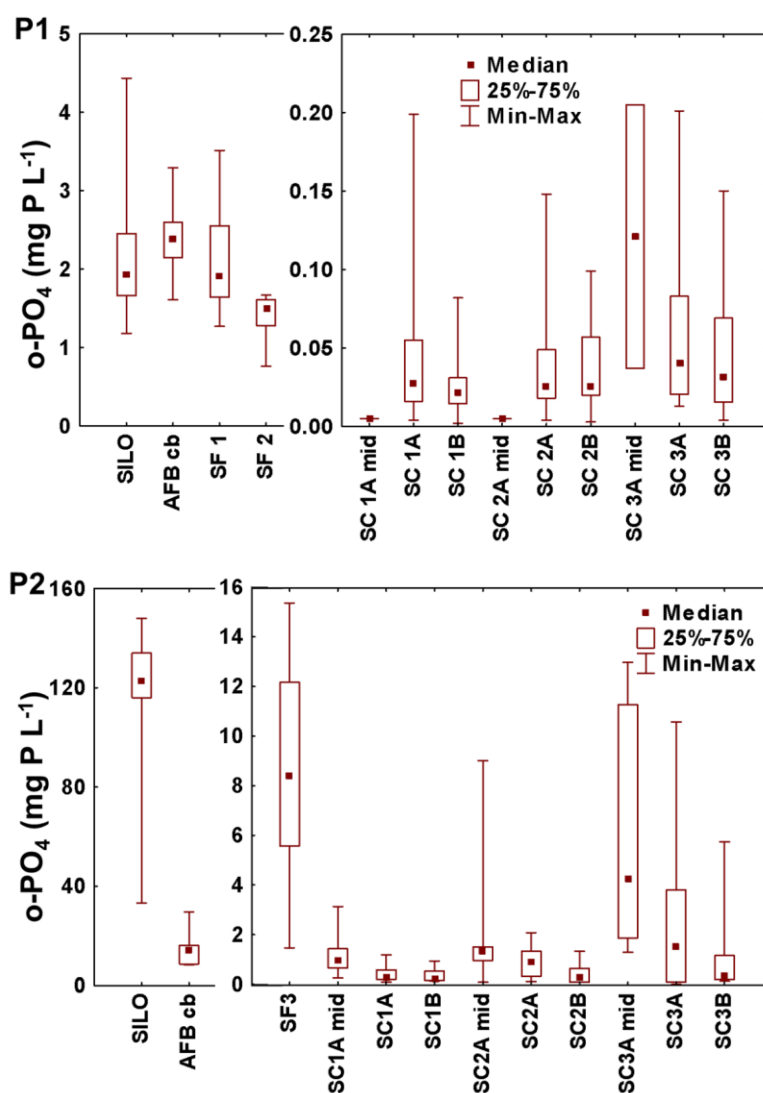 P1
5
4
3
2
1
0
o-PO₄ (mg P L⁻¹)
SILO
AFB cb
SF 1
SF 2
0.25
0.20
0.15
0.10
0.05
0.00
Median
25%-75%
Min-Max
SC 1A mid
SC 1A
SC 1B
SC 2A mid
SC 2A
SC 2B
SC 3A mid
SC 3A
SC 3B
P2
160
120
80
40
0
o-PO₄ (mg P L⁻¹)
SILO
AFB cb
16
14
12
10
8
6
4
2
0
Median
25%-75%
Min-Max
SF3
SC1A mid
SC1A
SC1B
SC2A mid
SC2A
SC2B
SC3A mid
SC3A
SC3B